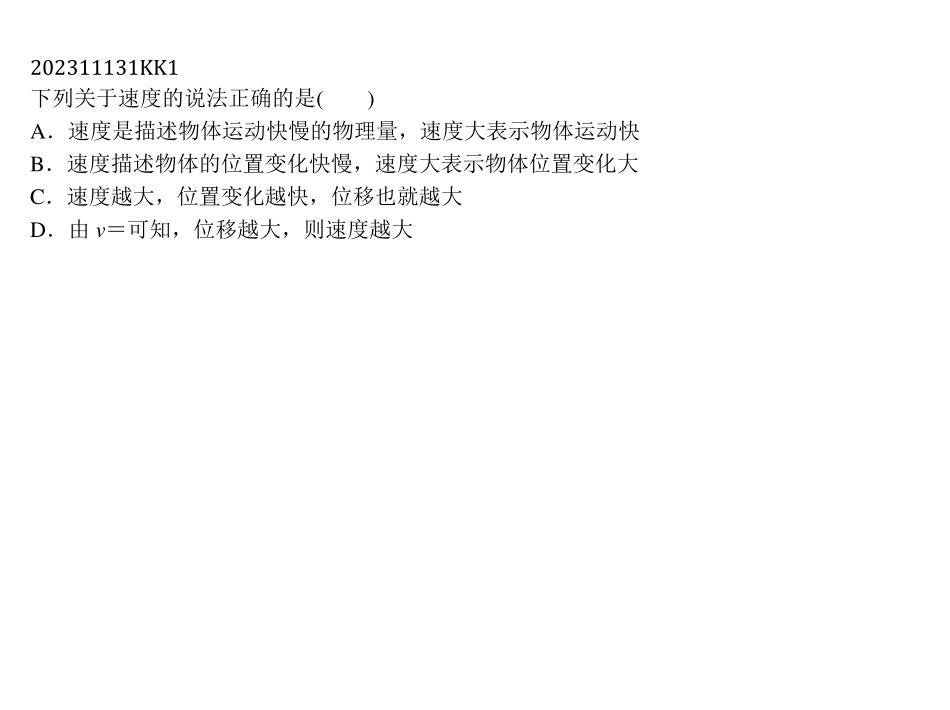 202311131KK1
下列关于速度的说法正确的是(　　)
A．速度是描述物体运动快慢的物理量，速度大表示物体运动快
B．速度描述物体的位置变化快慢，速度大表示物体位置变化大
C．速度越大，位置变化越快，位移也就越大
D．由 v＝可知，位移越大，则速度越大